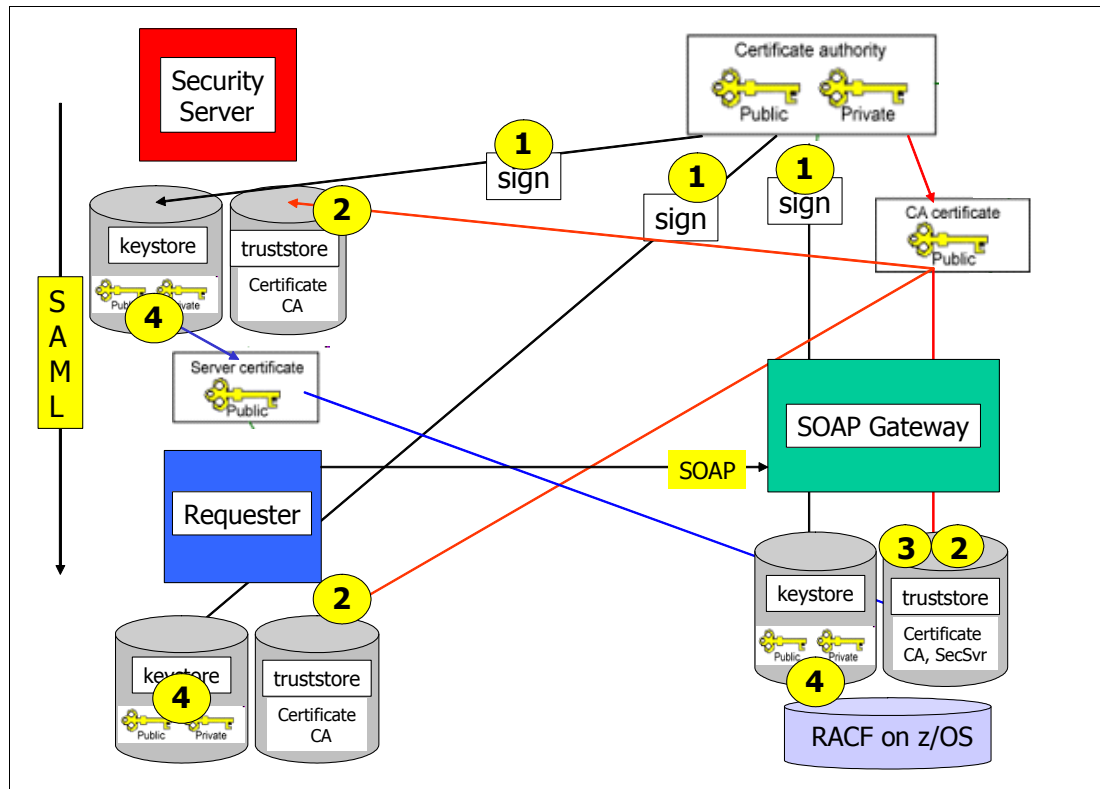 Security
Server
Certificate authority
Public
Private
1
sign
1
sign
1
sign
CA certificate
Public
2
keystore
truststore
Certificate
CA
Public
Private
4
Server certificate
Public
S
A
M
L
SOAP Gateway
SOAP
Requester
3
2
keystore
truststore
Public
Private
Certificate
CA, SecSvr
4
RACF on z/OS
2
keystore
truststore
4
Public
Private
Certificate
CA